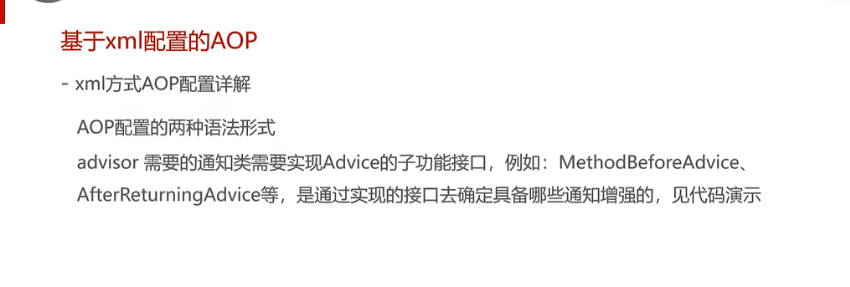 基于xml配置的AOP
- xml方式AOP配置详解
AOP配置的两种语法形式
advisor 需要的通知类需要实现Advice的子功能接口，例如：MethodBeforeAdvice、
AfterReturningAdvice等，是通过实现的接口去确定具备哪些通知增强的，见代码演示